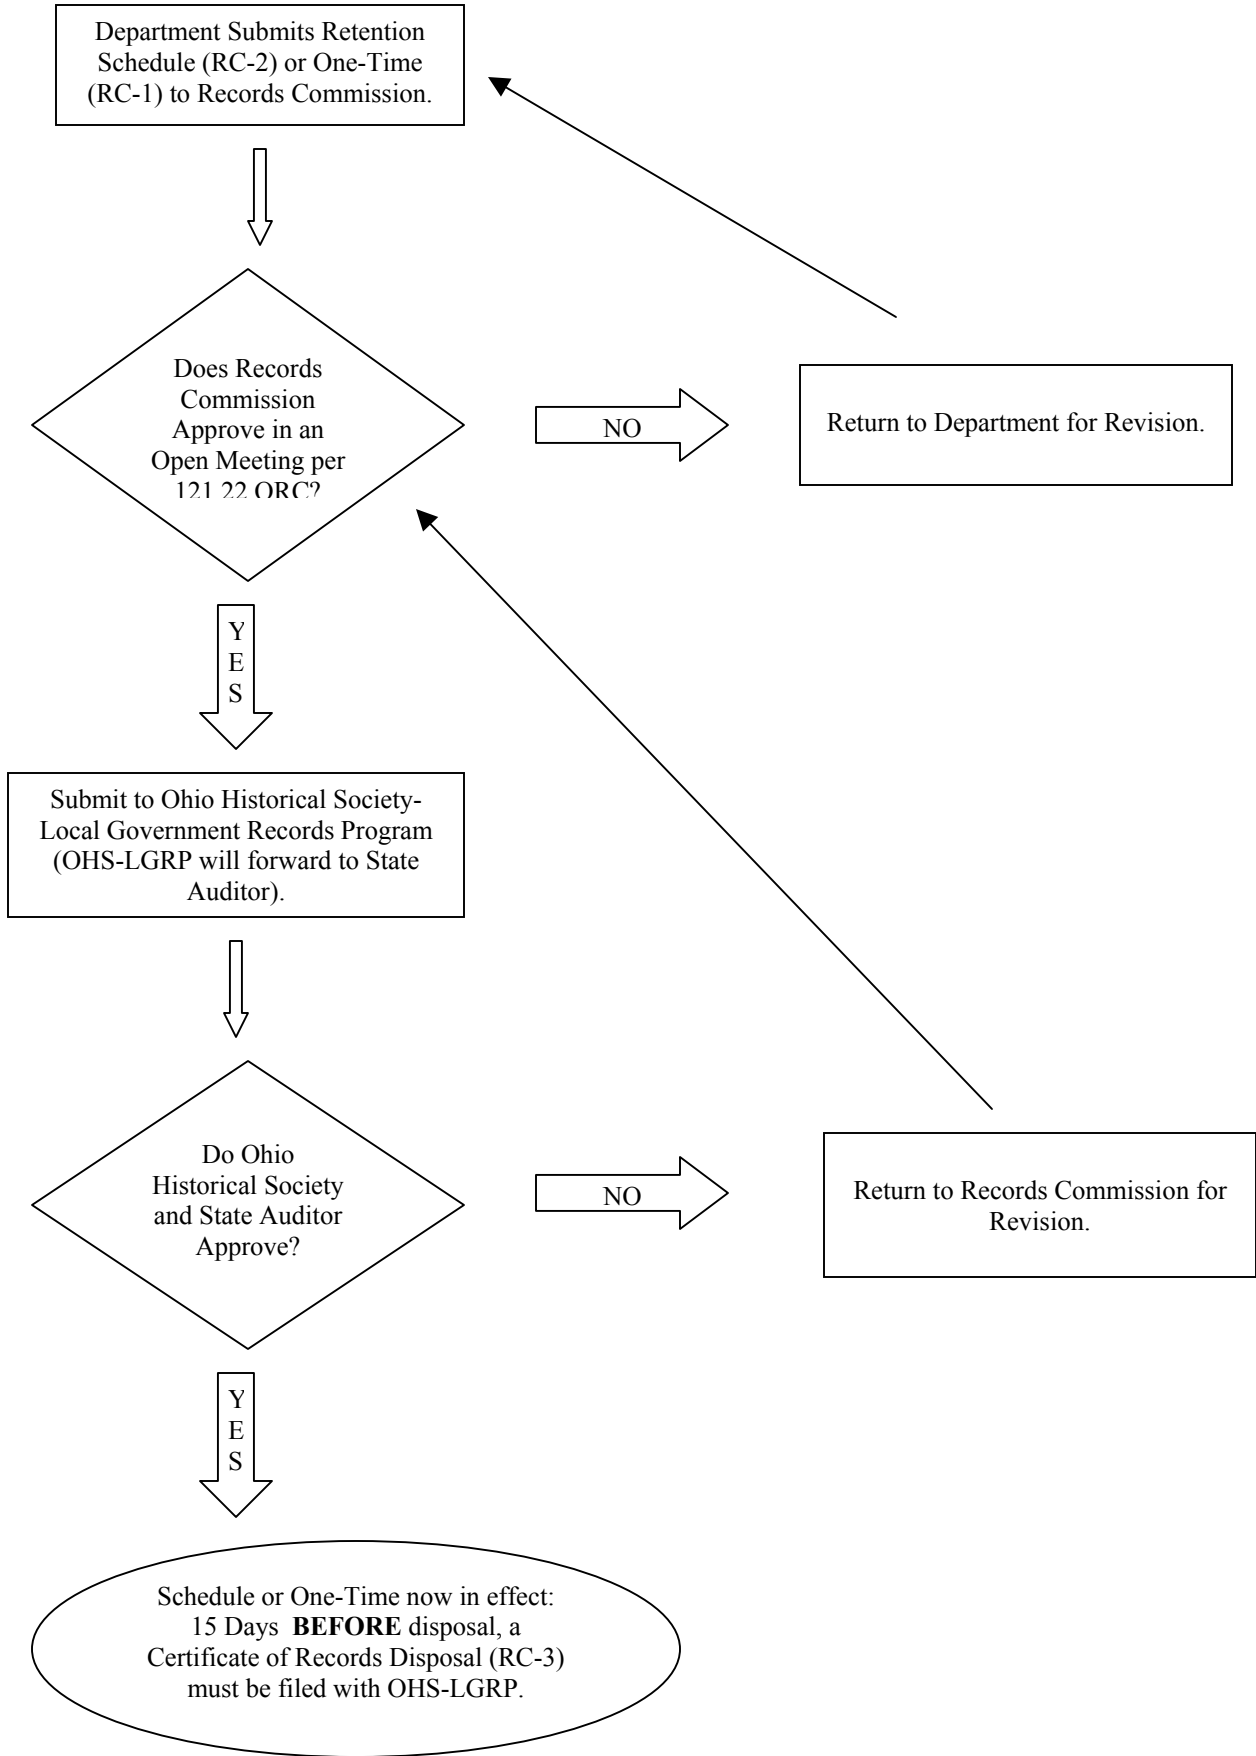 Department Submits Retention
Schedule (RC-2) or One-Time
(RC-1) to Records Commission.
Does Records
Commission
Approve in an
Open Meeting per
121.22 ORC?
NO
Return to Department for Revision.
Y
E
S
Submit to Ohio Historical Society-
Local Government Records Program
(OHS-LGRP will forward to State
Auditor).
Do Ohio
Historical Society
and State Auditor
Approve?
NO
Return to Records Commission for
Revision.
Y
E
S
Schedule or One-Time now in effect:
15 Days BEFORE disposal, a
Certificate of Records Disposal (RC-3)
must be filed with OHS-LGRP.